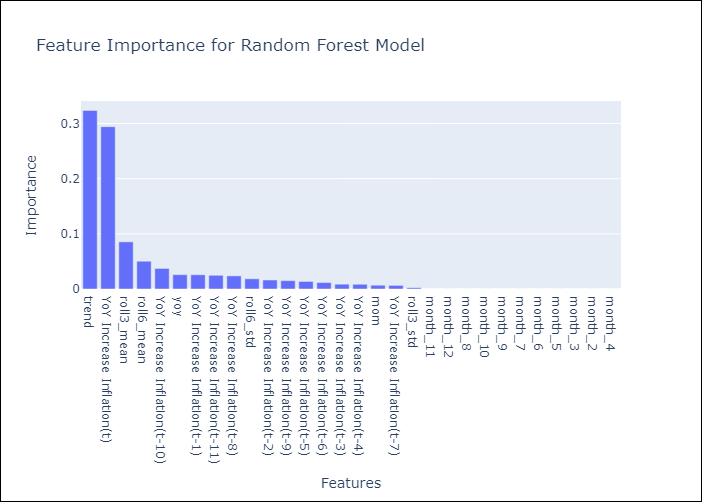 Feature Importance for Random Forest Model
Importance
0.3
0.2
0.1
0
trend
YoY Increase Inflation(t)
roll3_mean
roll6_mean
YoY Increase Inflation(t-10)
yoy
YoY Increase Inflation(t-1)
YoY Increase Inflation(t-11)
YoY Increase Inflation(t-8)
roll6_std
YoY Increase Inflation(t-2)
YoY Increase Inflation(t-9)
YoY Increase Inflation(t-5)
YoY Increase Inflation(t-6)
YoY Increase Inflation(t-3)
YoY Increase Inflation(t-4)
mom
YoY Increase Inflation(t-7)
roll3_std
month_11
month_12
month_8
month_10
month_9
month_7
month_6
month_5
month_3
month_2
month_4
Features